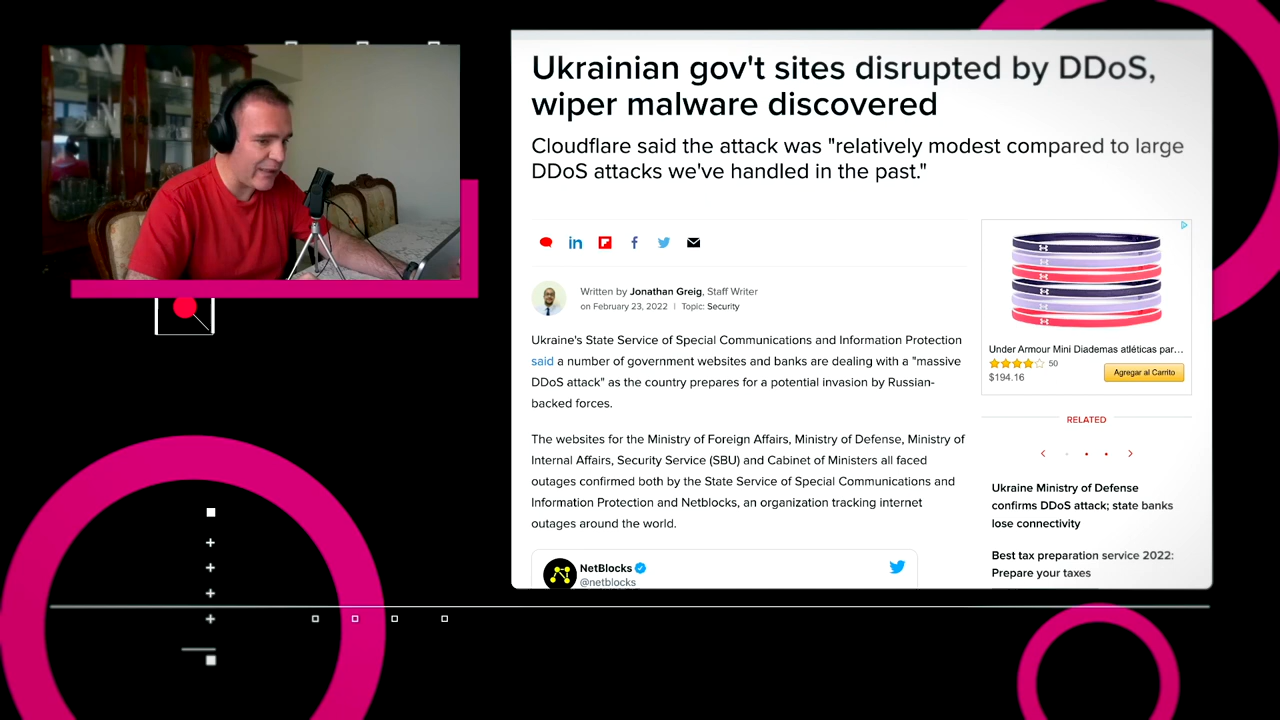 Ukrainian gov't sites disrupted by DDoS,
wiper malware discovered
Cloudflare said the attack was "relatively modest compared to large
DDoS attacks we've handled in the past."
Written by Jonathan Greig, Staff Writer
on February 23, 2022 | Topic: Security
Ukraine's State Service of Special Communications and Information Protection
said a number of government websites and banks are dealing with a "massive
DDoS attack" as the country prepares for a potential invasion by Russian-
backed forces.
The websites for the Ministry of Foreign Affairs, Ministry of Defense, Ministry of
Internal Affairs, Security Service (SBU) and Cabinet of Ministers all faced
outages confirmed both by the State Service of Special Communications and
Information Protection and Netblocks, an organization tracking internet
outages around the world.
NetBlocks
@netblocks
Under Armour Mini Diademas atléticas par...
50
$194.16
Agregar al Carrito
RELATED
Ukraine Ministry of Defense
confirms DDoS attack; state banks
lose connectivity
Best tax preparation service 2022:
Prepare your taxes